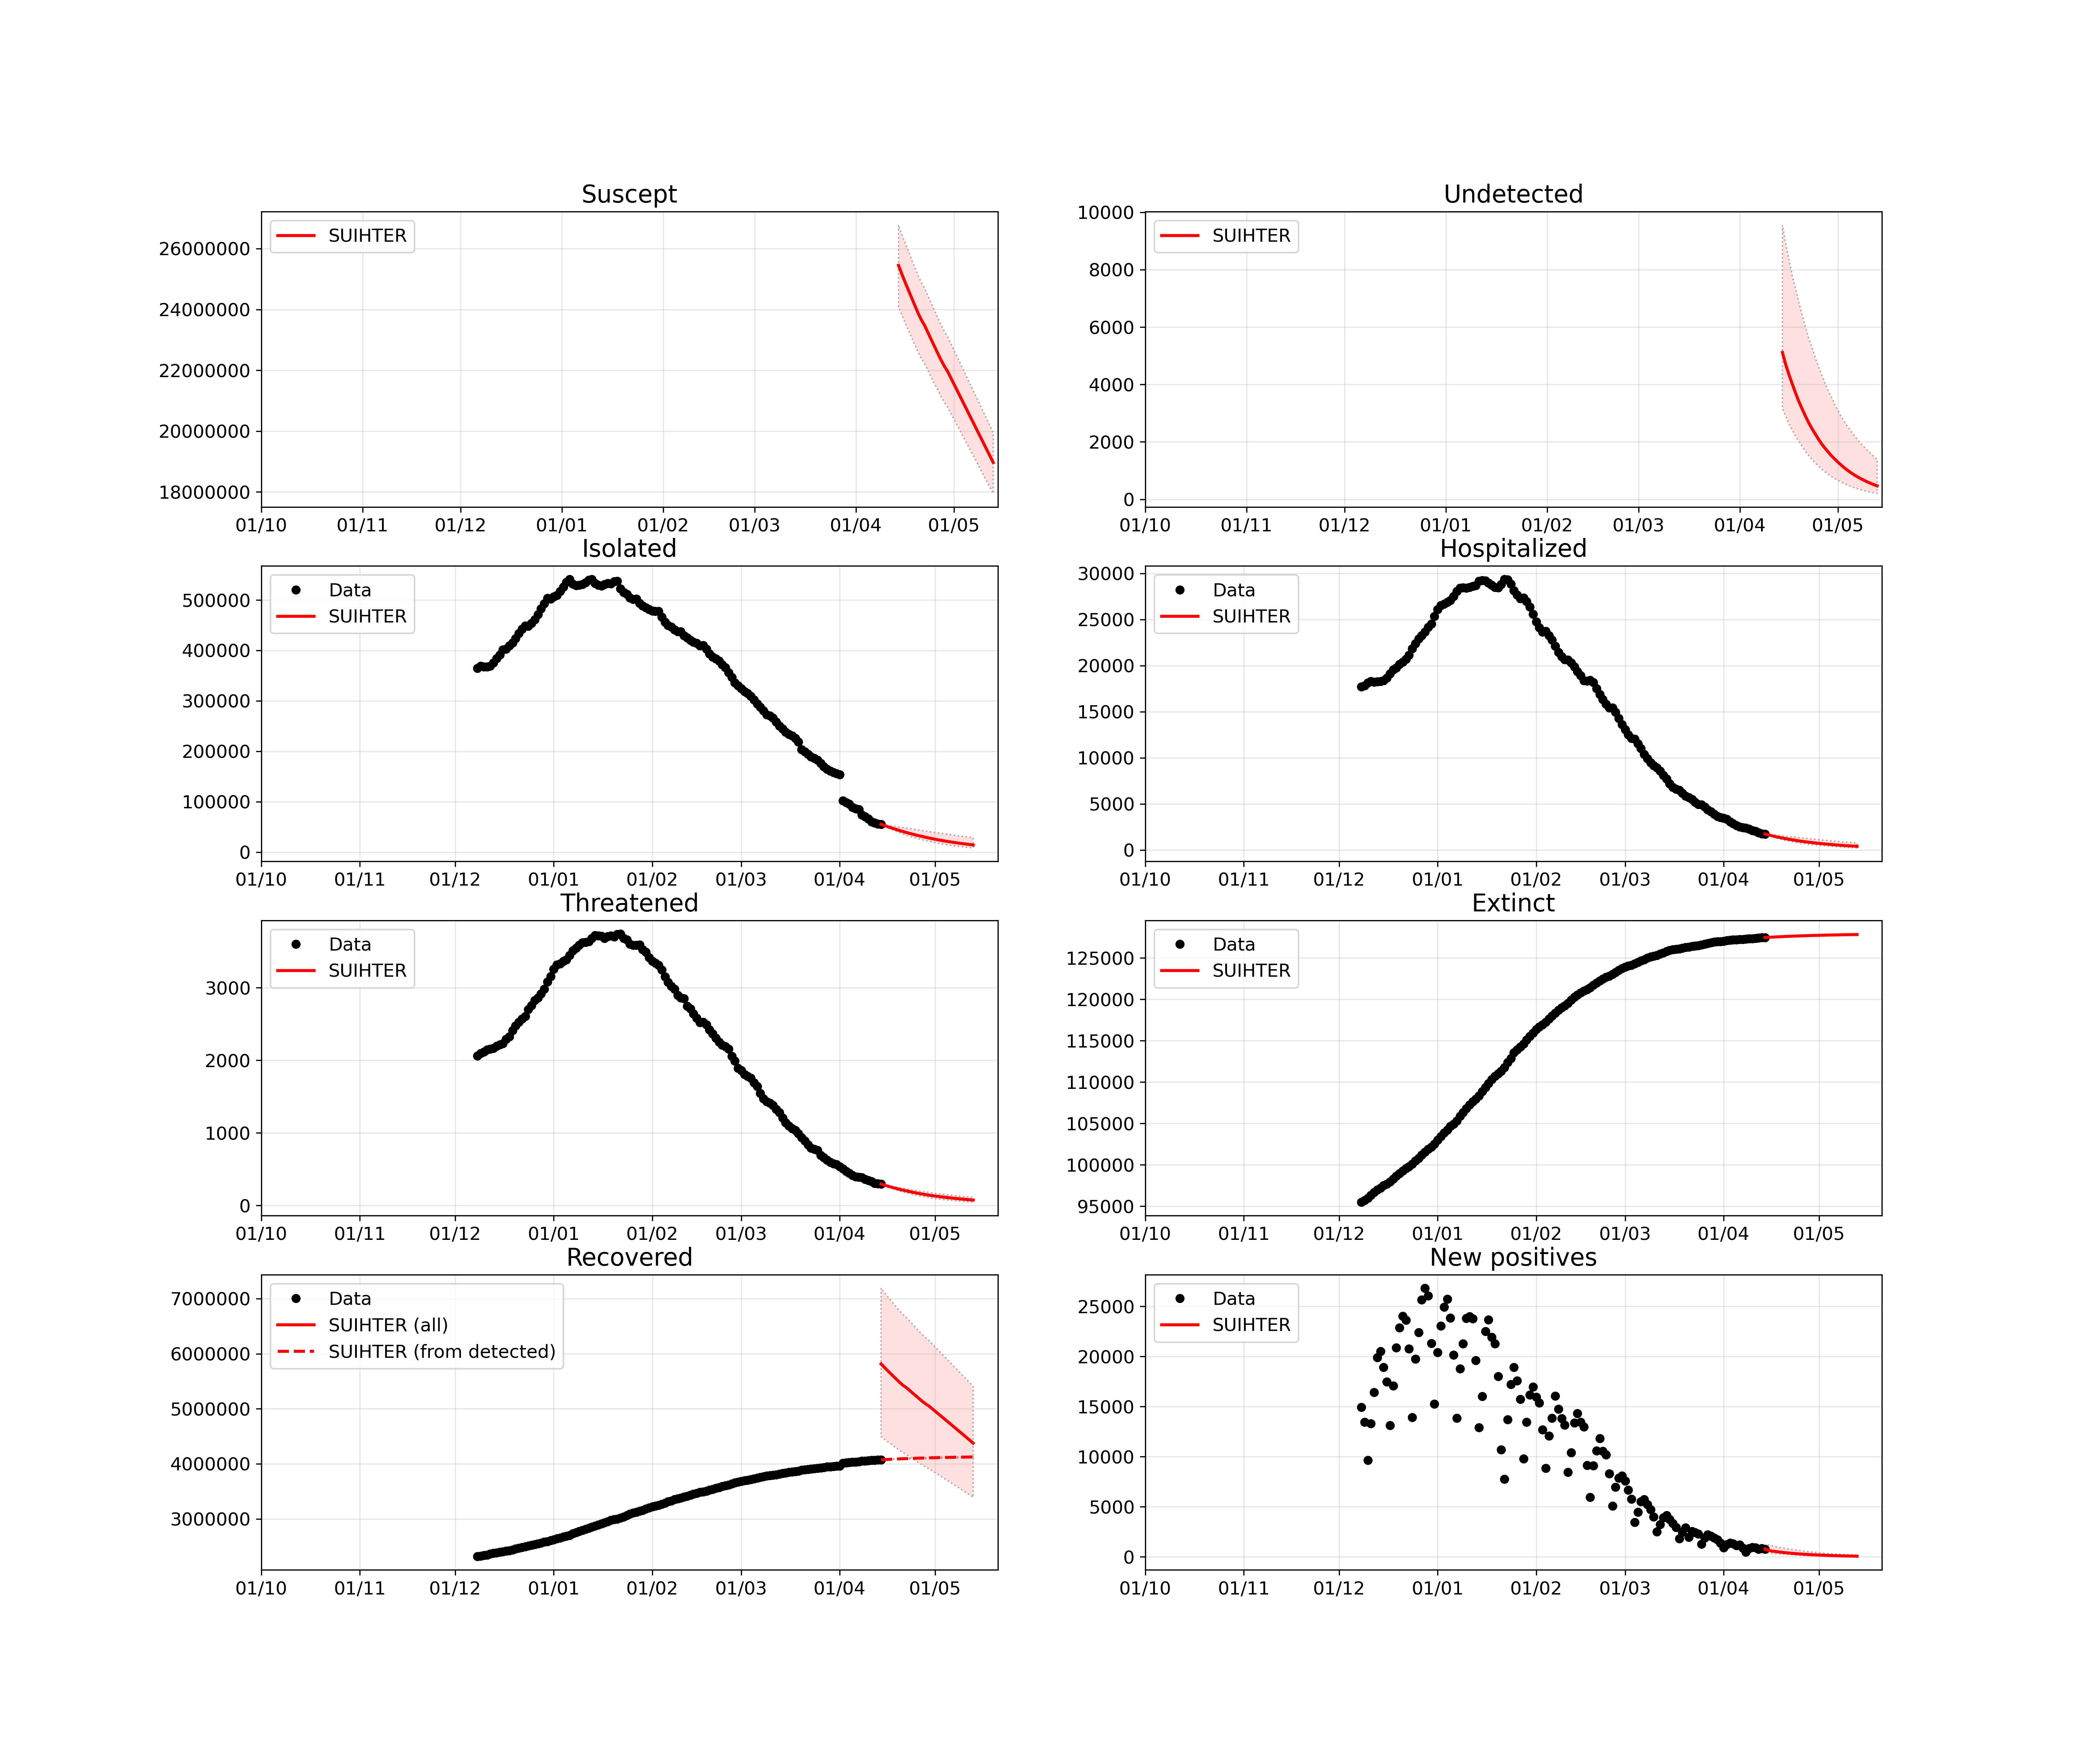 Suscept
SUIHTER
26000000
24000000
22000000
20000000
18000000
01/10 01/11 01/12 01/01 01/02 01/03 01/04 01/05
Undetected
SUIHTER
10000
8000
6000
4000
2000
0
01/10 01/11 01/12 01/01 01/02 01/03 01/04 01/05
Isolated
Data
SUIHTER
500000
400000
300000
200000
100000
0
01/10 01/11 01/12 01/01 01/02 01/03 01/04 01/05
Hospitalized
Data
SUIHTER
30000
25000
20000
15000
10000
5000
0
01/10 01/11 01/12 01/01 01/02 01/03 01/04 01/05
Threatened
Data
SUIHTER
3000
2000
1000
0
01/10 01/11 01/12 01/01 01/02 01/03 01/04 01/05
Extinct
Data
SUIHTER
125000
120000
115000
110000
105000
100000
95000
01/10 01/11 01/12 01/01 01/02 01/03 01/04 01/05
Recovered
Data
SUIHTER (all)
SUIHTER (from detected)
7000000
6000000
5000000
4000000
3000000
01/10 01/11 01/12 01/01 01/02 01/03 01/04 01/05
New positives
Data
SUIHTER
25000
20000
15000
10000
5000
0
01/10 01/11 01/12 01/01 01/02 01/03 01/04 01/05